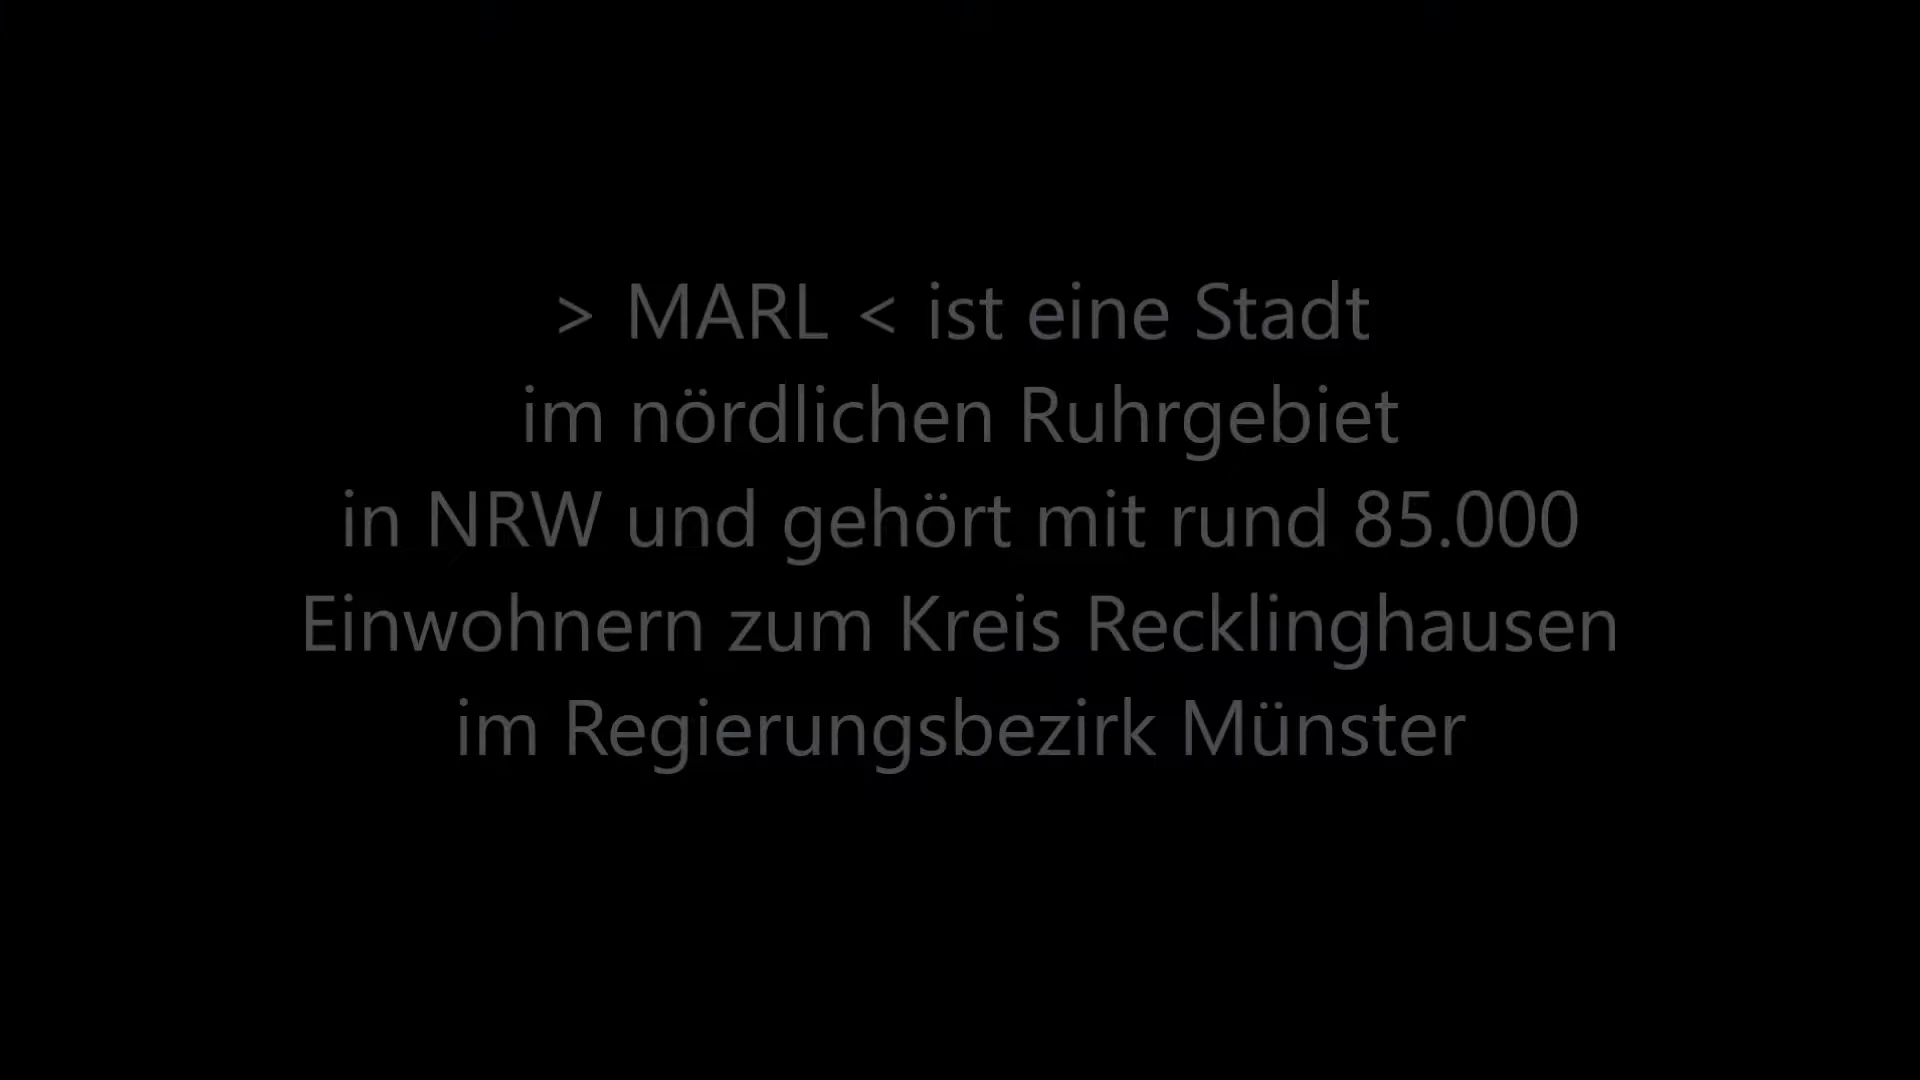 > MARL < ist eine Stadt
im nördlichen Ruhrgebiet
in NRW und gehört mit rund 85.000
Einwohnern zum Kreis Recklinghausen
im Regierungsbezirk Münster